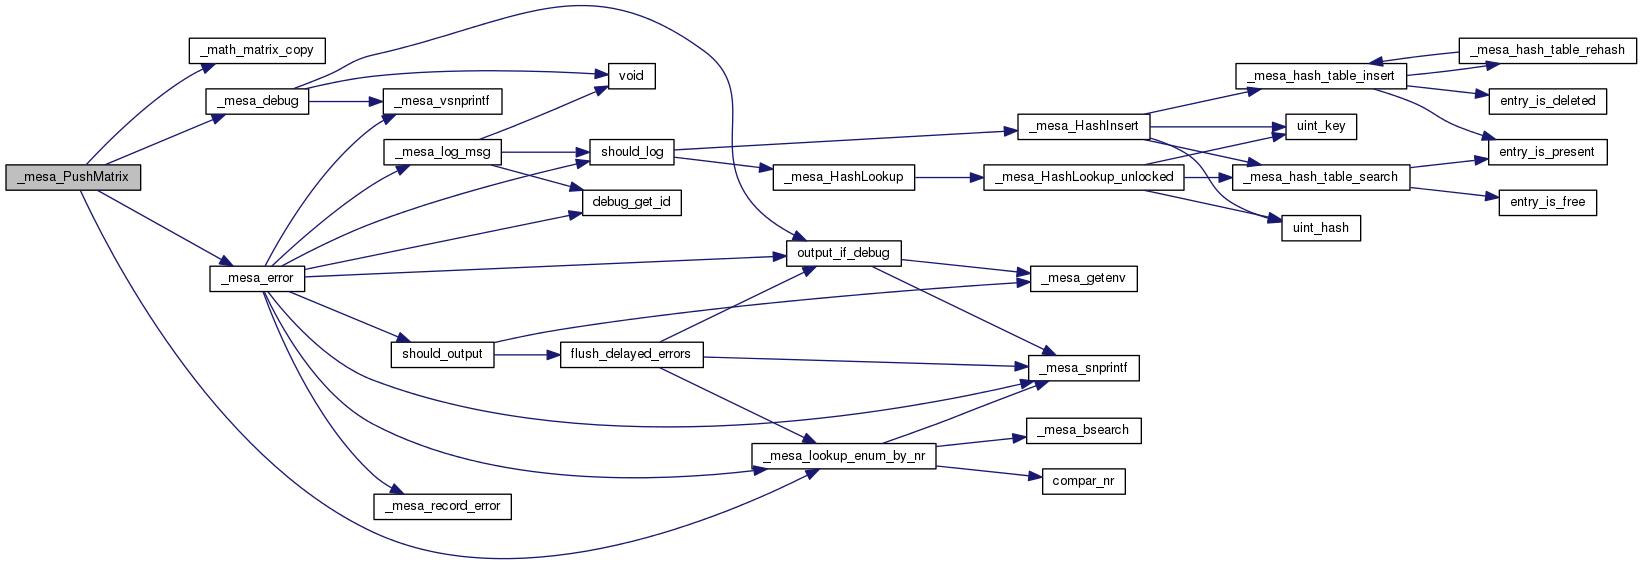 _mesa_PushMatrix
_math_matrix_copy
_mesa_debug
_mesa_error
_mesa_vsnprintf
_mesa_log_msg
should_output
_mesa_record_error
void
should_log
debug_get_id
flush_delayed_errors
_mesa_HashLookup
output_if_debug
_mesa_lookup_enum_by_nr
_mesa_HashInsert
_mesa_HashLookup_unlocked
_mesa_getenv
_mesa_snprintf
_mesa_bsearch
compar_nr
_mesa_hash_table_insert
uint_key
_mesa_hash_table_search
uint_hash
_mesa_hash_table_rehash
entry_is_deleted
entry_is_present
entry_is_free